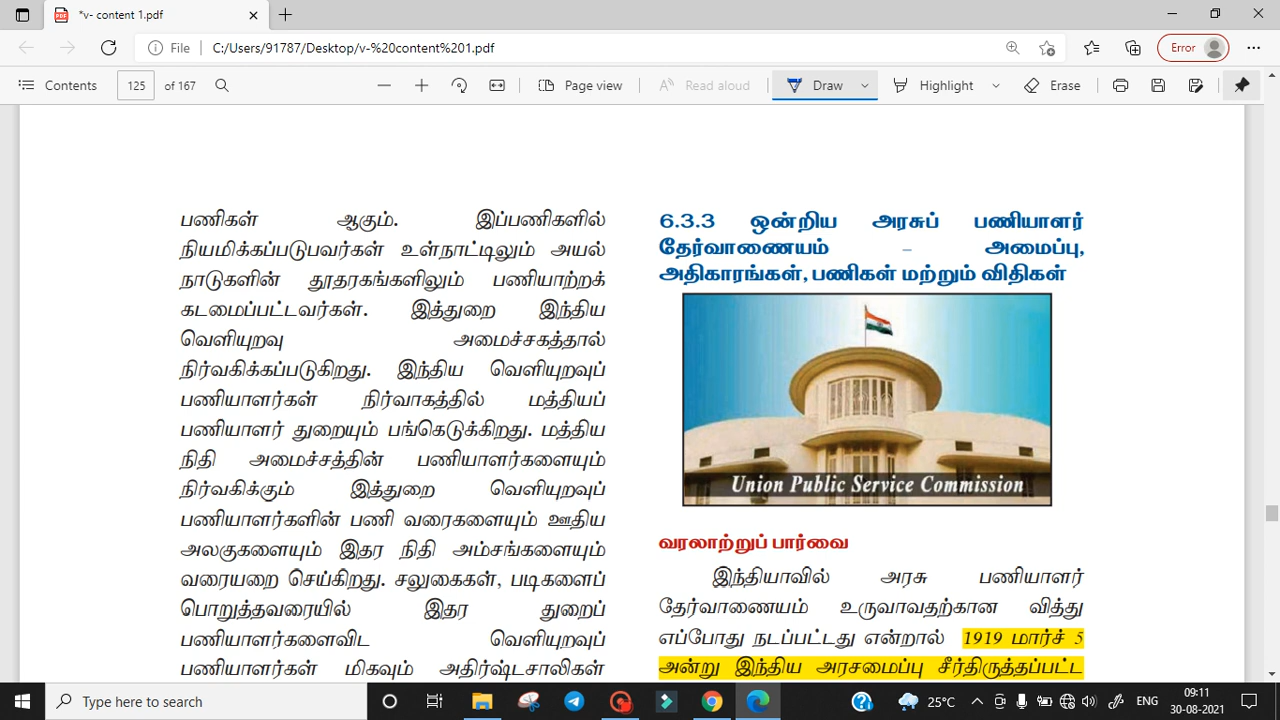 *v- content 1.pdf
File
C:/Users/91787/Desktop/v-%20content%201.pdf
Error
Contents
125 of 167
Page view
Read aloud
Draw
Highlight
Erase
பணிகள் ஆகும். இப்பணிகளில்
நியமிக்கப்படுபவர்கள் உள்நாட்டிலும் அயல்
நாடுகளின் தூதரகங்களிலும் பணியாற்றக்
கடமைப்பட்டவர்கள். இத்துறை இந்திய
வெளியுறவு அமைச்சகத்தால்
நிர்வகிக்கப்படுகிறது. இந்திய வெளியுறவுப்
பணியாளர்கள் நிர்வாகத்தில் மத்தியப்
பணியாளர் துறையும் பங்கெடுக்கிறது. மத்திய
நிதி அமைச்சத்தின் பணியாளர்களையும்
நிர்வகிக்கும் இத்துறை வெளியுறவுப்
பணியாளர்களின் பணி வரைகளையும் ஊதிய
அலகுகளையும் இதர நிதி அம்சங்களையும்
வரையறை செய்கிறது. சலுகைகள், படிகளைப்
பொறுத்தவரையில் இதர துறைப்
பணியாளர்களைவிட வெளியுறவுப்
பணியாளர்கள் மிகவும் அதிர்ஷ்டசாலிகள்
6.3.3 ஒன்றிய அரசுப் பணியாளர்
தேர்வாணையம் – அமைப்பு,
அதிகாரங்கள், பணிகள் மற்றும் விதிகள்
Union Public Service Commission
வரலாற்றுப் பார்வை
இந்தியாவில் அரசு பணியாளர்
தேர்வாணையம் உருவாவதற்கான வித்து
எப்போது நடப்பட்டது என்றால் 1919 மார்ச் 5
அன்று இந்திய அரசமைப்பு சீர்திருத்தப்பட்ட
Type here to search
25°C
ENG
09:11
30-08-2021